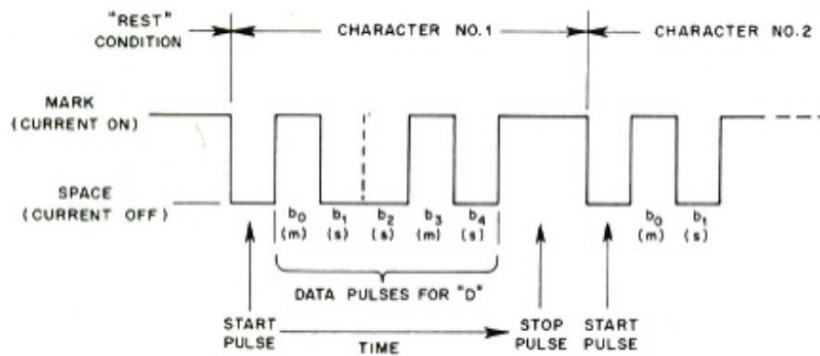 "REST"
CONDITION
CHARACTER NO.1
CHARACTER NO.2
MARK
(CURRENT ON)
SPACE
(CURRENT OFF)
b₀ b₁ b₂ b₃ b₄ b₀ b₁
(m) (s) (s) (m) (s) (m) (s)
DATA PULSES FOR "D"
START
PULSE
TIME
STOP
PULSE
START
PULSE